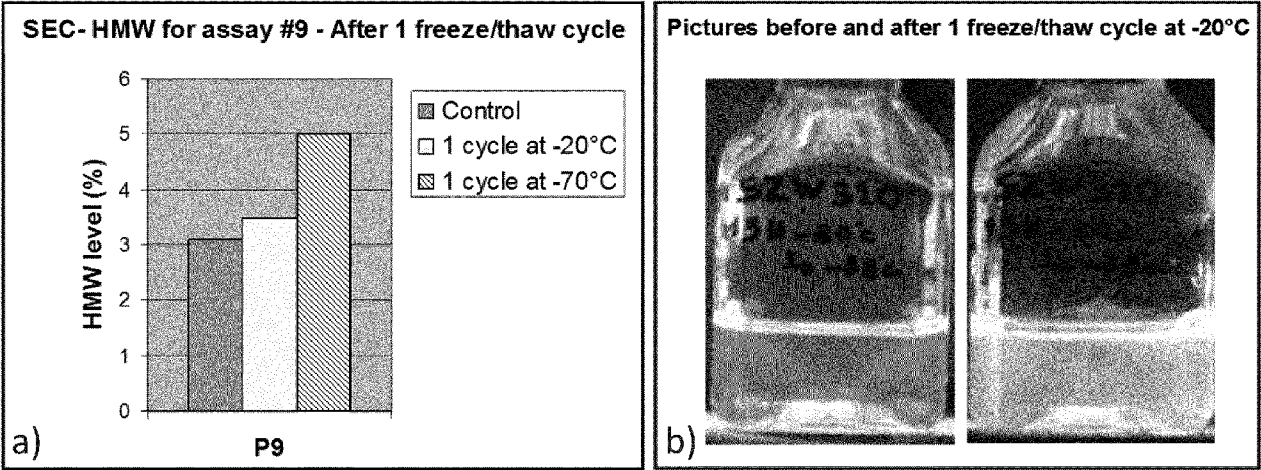 SEC- HMW for assay #9 - After 1 freeze/thaw cycle
HMW level (%)
6
5
4
3
2
1
0
P9
Control
1 cycle at -20°C
1 cycle at -70°C
a)
Pictures before and after 1 freeze/thaw cycle at -20°C
b)